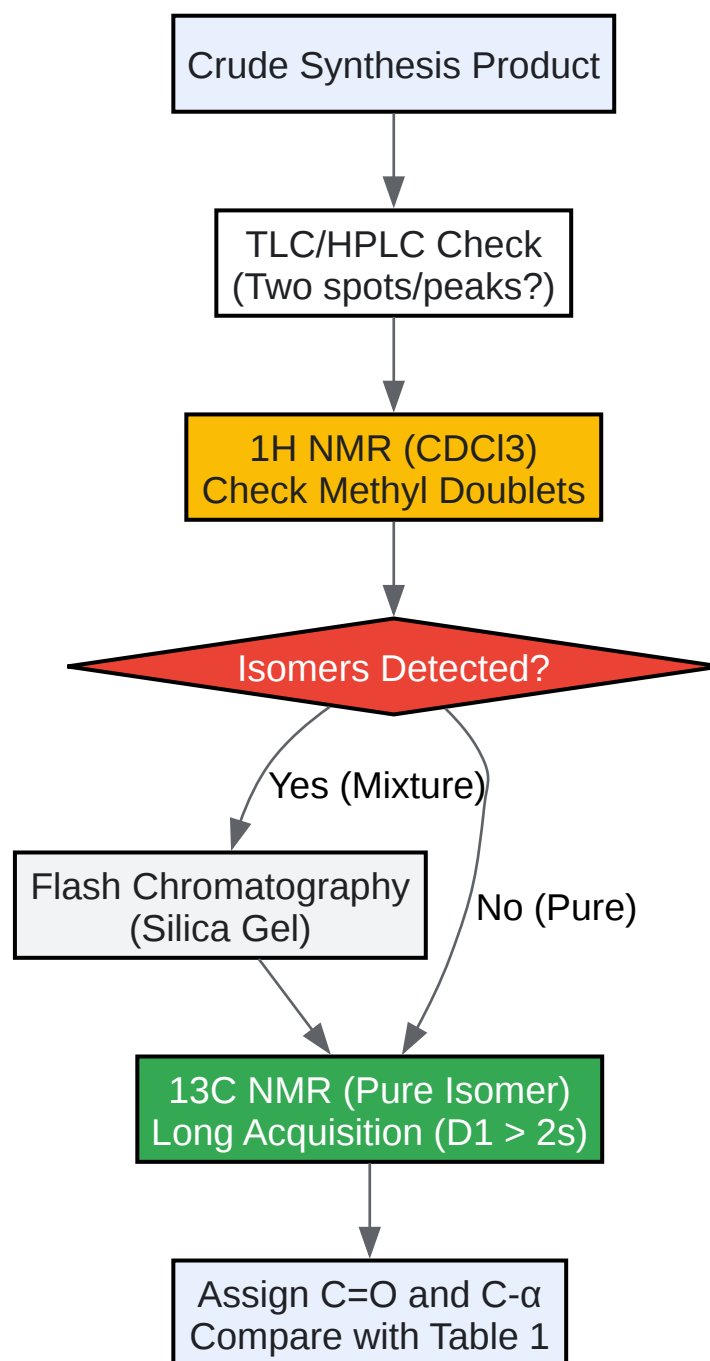 Crude Synthesis Product
TLC/HPLC Check
(Two spots/peaks?)
1H NMR (CDCl3)
Check Methyl Doublets
Isomers Detected?
Yes (Mixture)
Flash Chromatography
(Silica Gel)
No (Pure)
13C NMR (Pure Isomer)
Long Acquisition (D1 > 2s)
Assign C=O and C-α
Compare with Table 1